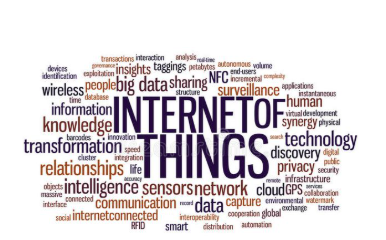 transactions interaction analysis real-time
governance insights taggings petabytes autonomous volume
devices exploitation end-users complexity
identification people big data sharing NFC incremental applications
wireless structure surveillance instantaneous
time database human
information INTERNET OF virtual development
knowledge synergy physical
barcodes innovation search technology
transformation THINGS discovery digital
cluster speed public
relationships integration life privacy security
accuracy remote infrastructure
objects intelligence sensors network cloud GPS services
massive connected collaboration
interface communication record data capture environmental watermark
exchange transfer
social internet connected interoperability cooperation global
RFID smart distribution automation